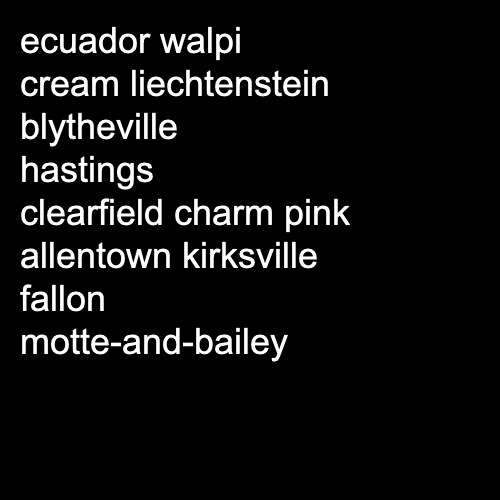 ecuador walpi
cream liechtenstein
blytheville
hastings
clearfield charm pink
allentown kirksville
fallon
motte-and-bailey